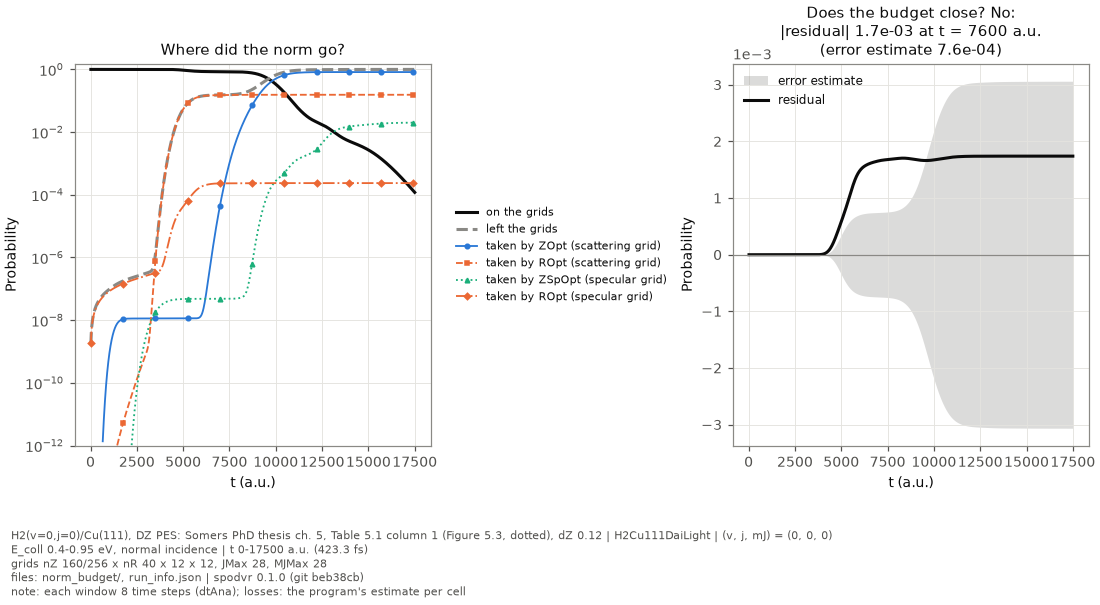 Where did the norm go?
10⁰
10⁻²
10⁻⁴
10⁻⁶
10⁻⁸
10⁻¹⁰
10⁻¹²
Probability
0
2500
5000
7500
10000
12500
15000
17500
t (a.u.)
on the grids
left the grids
taken by ZOpt (scattering grid)
taken by ROpt (scattering grid)
taken by ZSpOpt (specular grid)
taken by ROpt (specular grid)
Does the budget close? No:
|residual| 1.7e-03 at t = 7600 a.u.
(error estimate 7.6e-04)
1e−3
error estimate
residual
3
2
1
0
−1
−2
−3
Probability
0
2500
5000
7500
10000
12500
15000
17500
t (a.u.)
H2(v=0,j=0)/Cu(111), DZ PES: Somers PhD thesis ch. 5, Table 5.1 column 1 (Figure 5.3, dotted), dZ 0.12 | H2Cu111DaiLight | (v, j, mJ) = (0, 0, 0)
E_coll 0.4-0.95 eV, normal incidence | t 0-17500 a.u. (423.3 fs)
grids nZ 160/256 x nR 40 x 12 x 12, JMax 28, MJMax 28
files: norm_budget/, run_info.json | spodvr 0.1.0 (git beb38cb)
note: each window 8 time steps (dtAna); losses: the program's estimate per cell